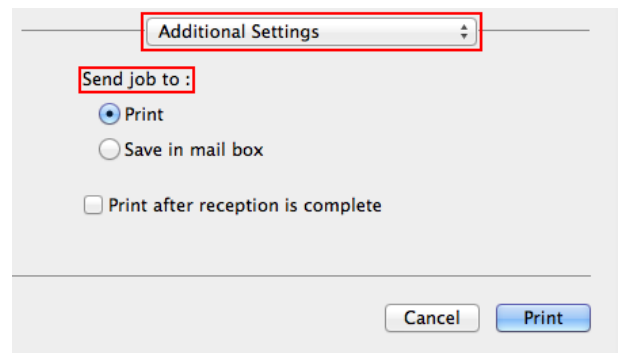 Additional Settings
Send job to :
Print
Save in mail box
Print after reception is complete
Cancel Print